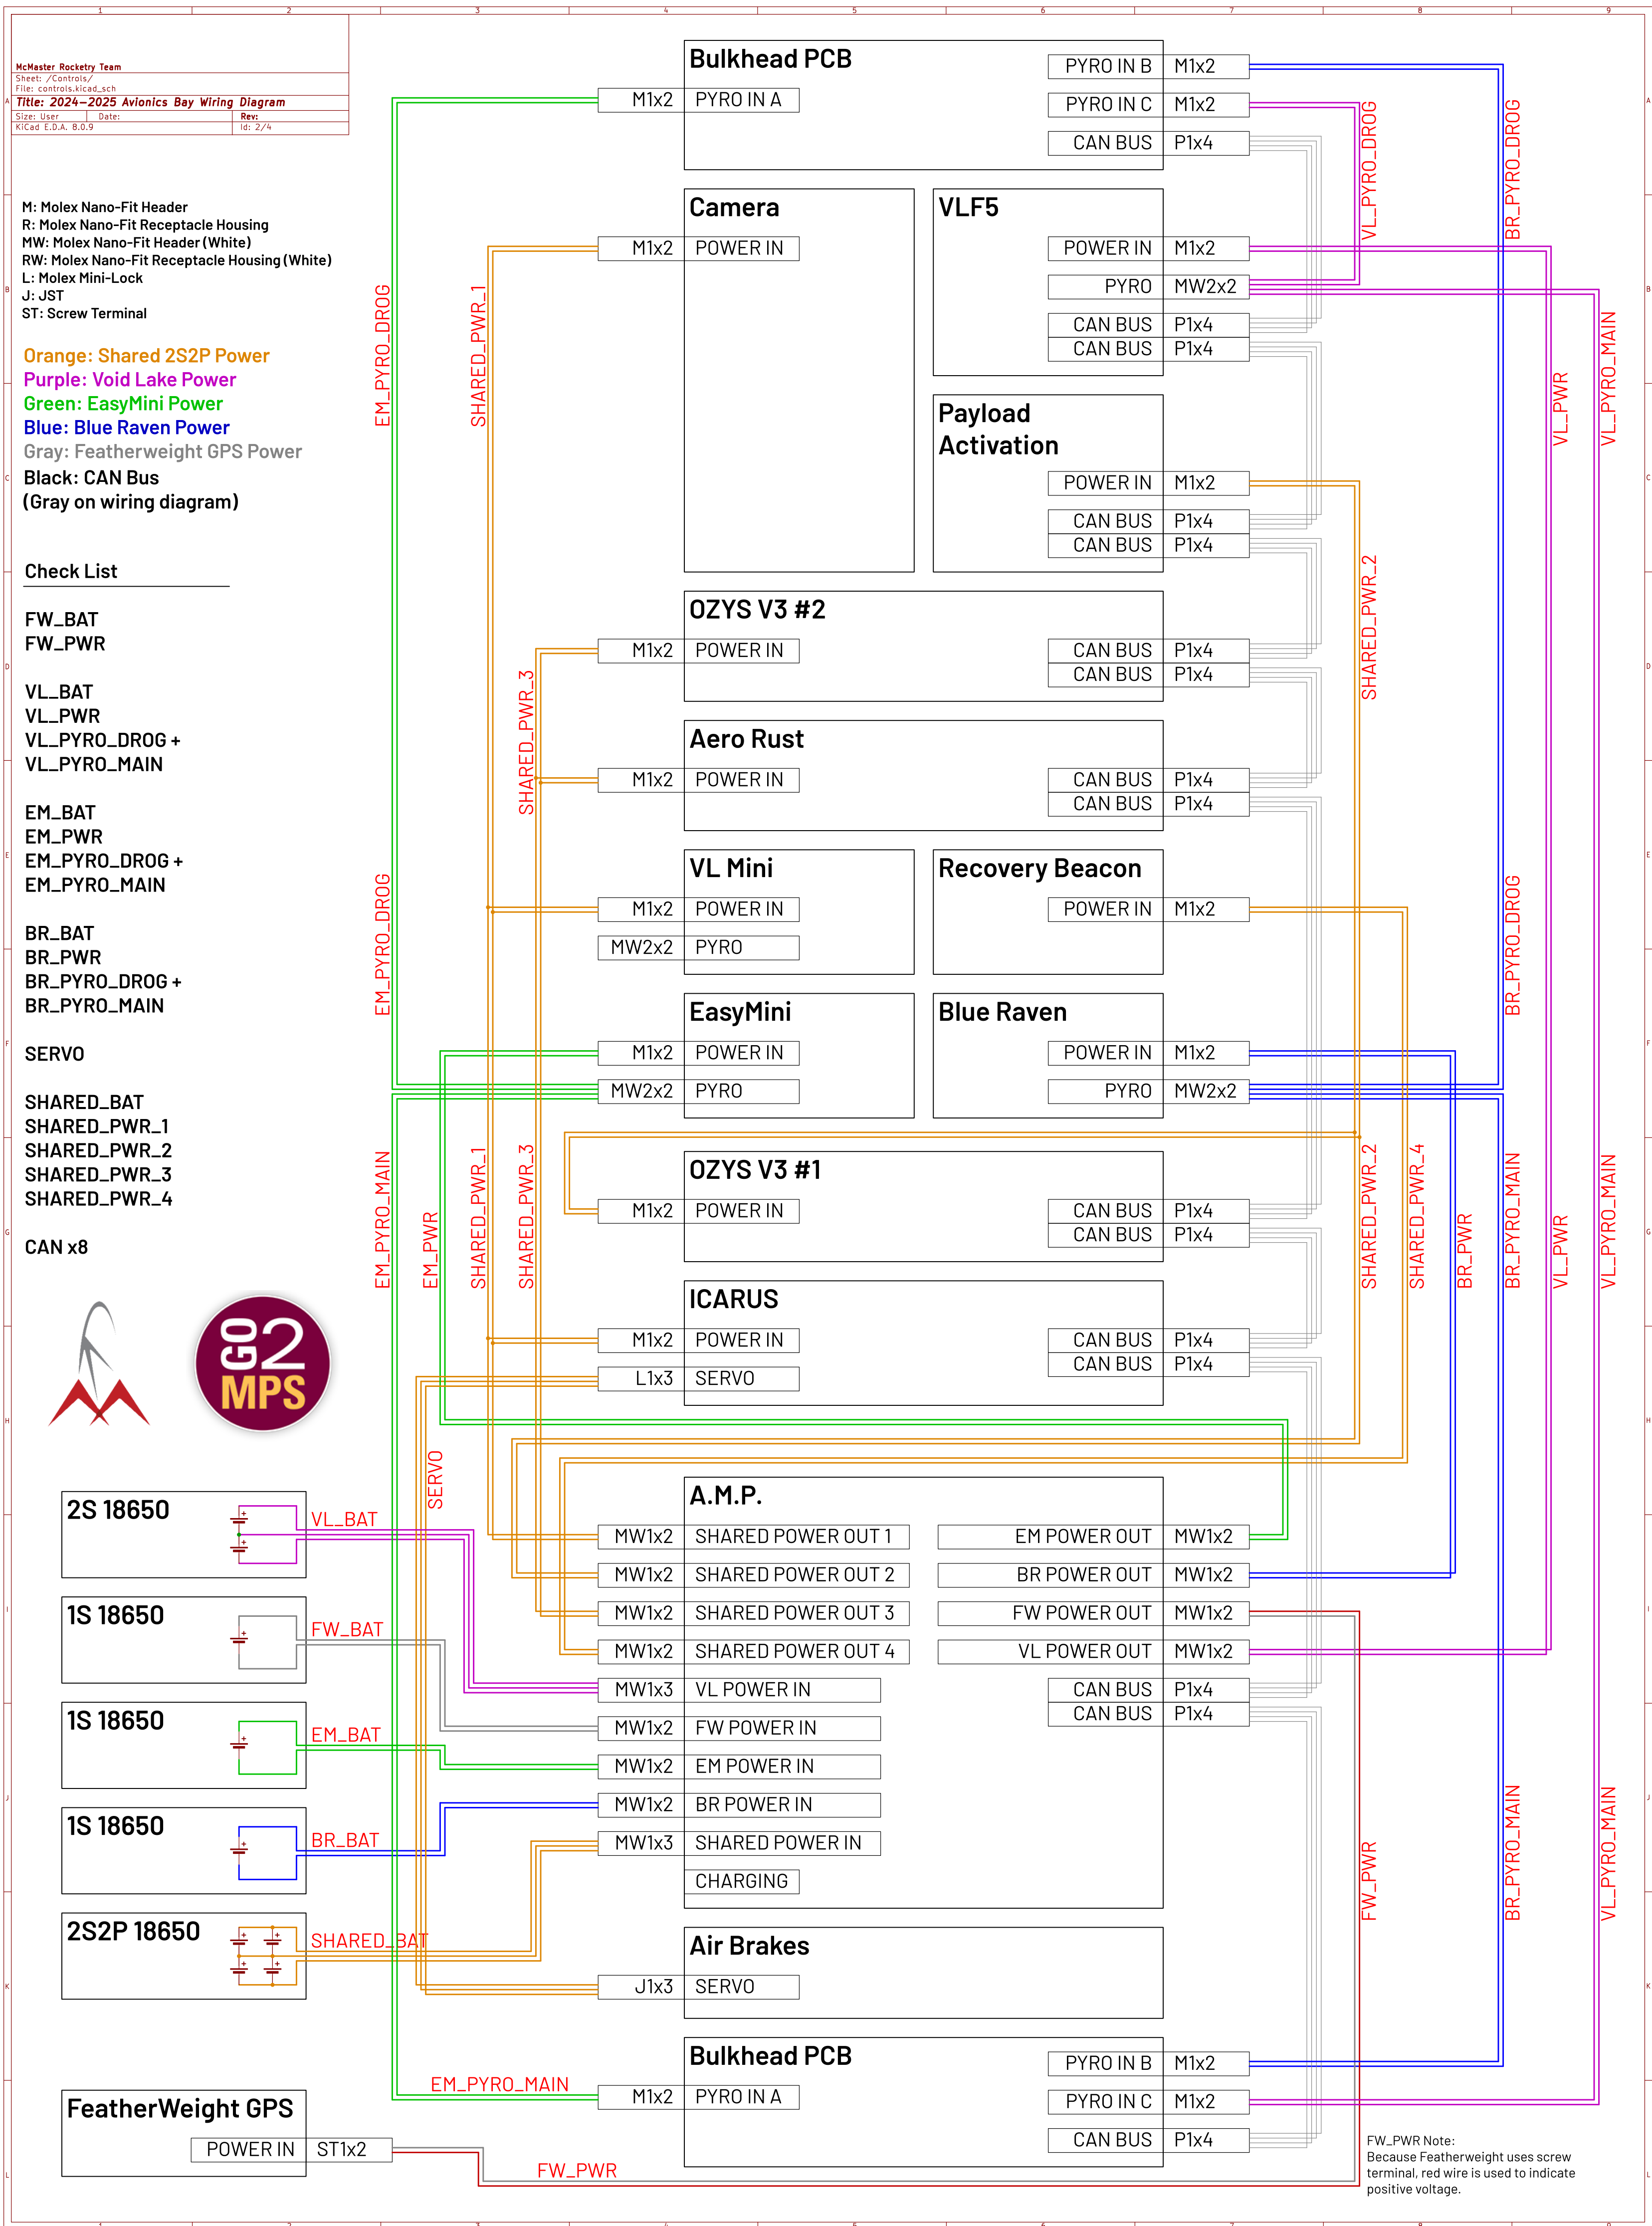 McMaster Rocketry Team
Sheet: /Controls/
File: controls.kicad_sch
Title: 2024-2025 Avionics Bay Wiring Diagram
Size: User Date: Rev:
KiCad E.D.A. 8.0.9 Id: 2/4
1 2 3 4 5 6 7 8 9
A B C D E F G H I J K L
M: Molex Nano-Fit Header
R: Molex Nano-Fit Receptacle Housing
MW: Molex Nano-Fit Header (White)
RW: Molex Nano-Fit Receptacle Housing (White)
L: Molex Mini-Lock
J: JST
ST: Screw Terminal
Orange: Shared 2S2P Power
Purple: Void Lake Power
Green: EasyMini Power
Blue: Blue Raven Power
Gray: Featherweight GPS Power
Black: CAN Bus
(Gray on wiring diagram)
Check List
FW_BAT
FW_PWR
VL_BAT
VL_PWR
VL_PYRO_DROG +
VL_PYRO_MAIN
EM_BAT
EM_PWR
EM_PYRO_DROG +
EM_PYRO_MAIN
BR_BAT
BR_PWR
BR_PYRO_DROG +
BR_PYRO_MAIN
SERVO
SHARED_BAT
SHARED_PWR_1
SHARED_PWR_2
SHARED_PWR_3
SHARED_PWR_4
CAN x8
GO2
MPS
2S 18650
VL_BAT
1S 18650
FW_BAT
1S 18650
EM_BAT
1S 18650
BR_BAT
2S2P 18650
SHARED_BAT
FeatherWeight GPS
POWER IN ST1x2
EM_PYRO_DROG
EM_PYRO_DROG
EM_PYRO_MAIN
EM_PWR
SHARED_PWR_1
SHARED_PWR_1
SHARED_PWR_3
SHARED_PWR_3
SERVO
EM_PYRO_MAIN
FW_PWR
Bulkhead PCB
M1x2 PYRO IN A
PYRO IN B M1x2
PYRO IN C M1x2
CAN BUS P1x4
Camera
M1x2 POWER IN
VLF5
POWER IN M1x2
PYRO MW2x2
CAN BUS P1x4
CAN BUS P1x4
Payload
Activation
POWER IN M1x2
CAN BUS P1x4
CAN BUS P1x4
OZYS V3 #2
M1x2 POWER IN
CAN BUS P1x4
CAN BUS P1x4
Aero Rust
M1x2 POWER IN
CAN BUS P1x4
CAN BUS P1x4
VL Mini
M1x2 POWER IN
MW2x2 PYRO
Recovery Beacon
POWER IN M1x2
EasyMini
M1x2 POWER IN
MW2x2 PYRO
Blue Raven
POWER IN M1x2
PYRO MW2x2
OZYS V3 #1
M1x2 POWER IN
CAN BUS P1x4
CAN BUS P1x4
ICARUS
M1x2 POWER IN
L1x3 SERVO
CAN BUS P1x4
CAN BUS P1x4
A.M.P.
MW1x2 SHARED POWER OUT 1
MW1x2 SHARED POWER OUT 2
MW1x2 SHARED POWER OUT 3
MW1x2 SHARED POWER OUT 4
MW1x3 VL POWER IN
MW1x2 FW POWER IN
MW1x2 EM POWER IN
MW1x2 BR POWER IN
MW1x3 SHARED POWER IN
CHARGING
EM POWER OUT MW1x2
BR POWER OUT MW1x2
FW POWER OUT MW1x2
VL POWER OUT MW1x2
CAN BUS P1x4
CAN BUS P1x4
Air Brakes
J1x3 SERVO
Bulkhead PCB
M1x2 PYRO IN A
PYRO IN B M1x2
PYRO IN C M1x2
CAN BUS P1x4
VL_PYRO_DROG
BR_PYRO_DROG
VL_PWR
VL_PYRO_MAIN
SHARED_PWR_2
BR_PYRO_DROG
SHARED_PWR_2
SHARED_PWR_4
BR_PWR
BR_PYRO_MAIN
VL_PWR
VL_PYRO_MAIN
FW_PWR
BR_PYRO_MAIN
VL_PYRO_MAIN
FW_PWR Note:
Because Featherweight uses screw
terminal, red wire is used to indicate
positive voltage.
1 2 3 4 5 6 7 8 9
A B C D E F G H I J K L